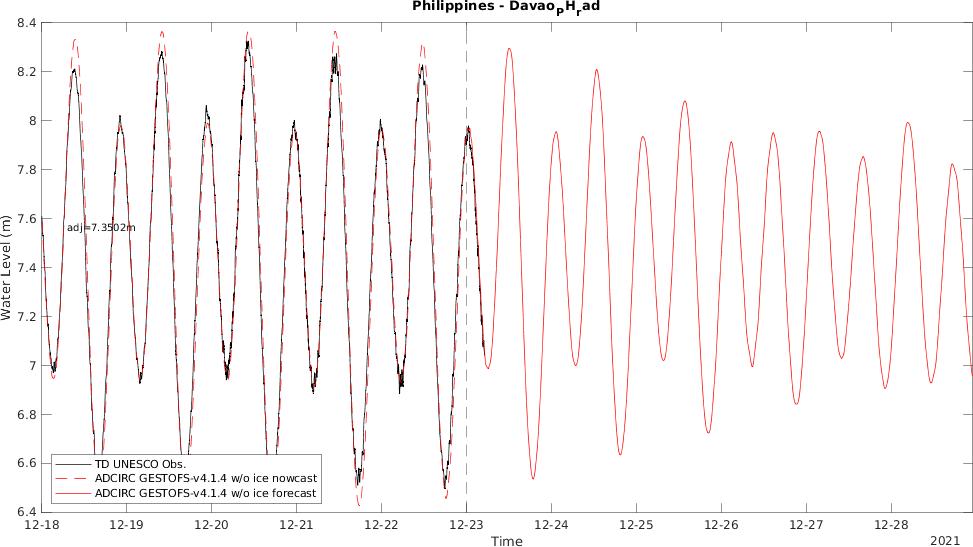 Philippines - Davao_pH_rad
8.4
8.2
8
7.8
7.6
7.4
7.2
7
6.8
6.6
6.4
Water Level (m)
adj=7.3502m
TD UNESCO Obs.
ADCIRC GESTOFS-v4.1.4 w/o ice nowcast
ADCIRC GESTOFS-v4.1.4 w/o ice forecast
12-18 12-19 12-20 12-21 12-22 12-23 12-24 12-25 12-26 12-27 12-28
Time
2021